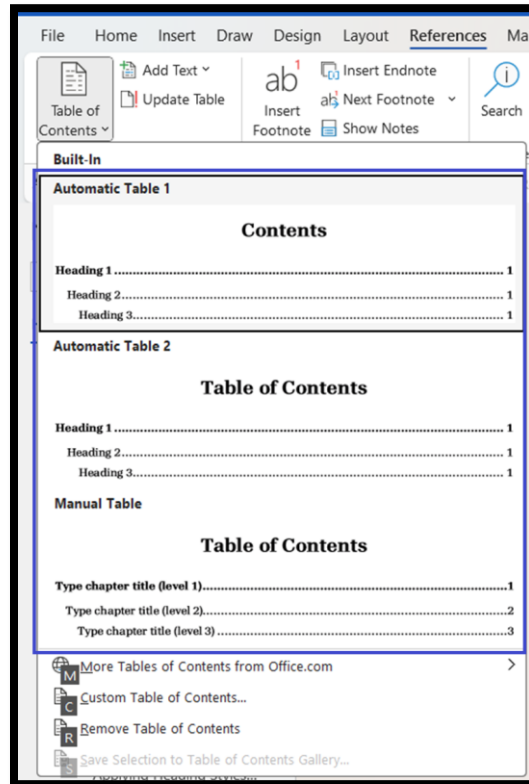 File Home Insert Draw Design Layout References Ma
Add Text
Insert Endnote
Update Table
ab1
Next Footnote
Table of Contents
Insert Footnote
Show Notes
Search
Built-In
Automatic Table 1
Contents
Heading 1 ........ 1
Heading 2 ........ 1
Heading 3 ........ 1
Automatic Table 2
Table of Contents
Heading 1 ........ 1
Heading 2 ........ 1
Heading 3 ........ 1
Manual Table
Table of Contents
Type chapter title (level 1) ........ 1
Type chapter title (level 2) ........ 2
Type chapter title (level 3) ........ 3
M More Tables of Contents from Office.com
C Custom Table of Contents...
R Remove Table of Contents
S Save Selection to Table of Contents Gallery...
Applying Heading Styles...